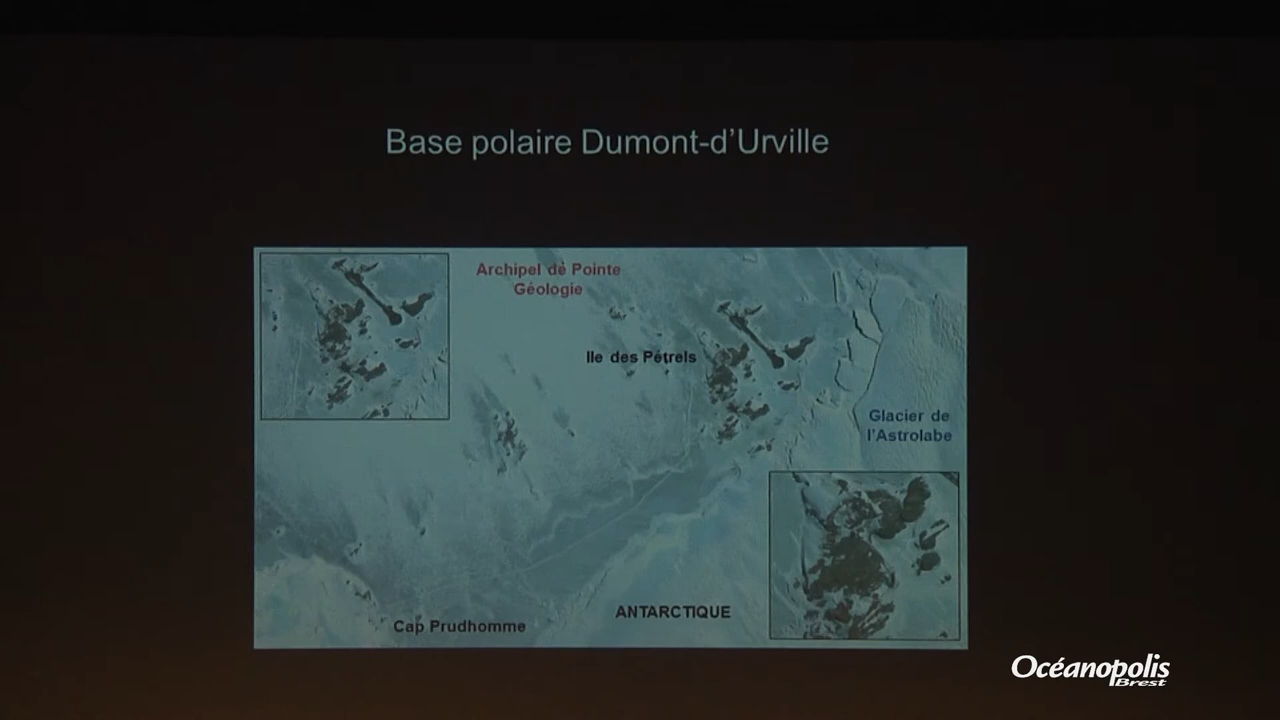 Base polaire Dumont-d'Urville
Archipel de Pointe
Géologie
Ile des Pétrels
Glacier de
l'Astrolabe
ANTARCTIQUE
Cap Prudhomme
Océanopolis
Brest